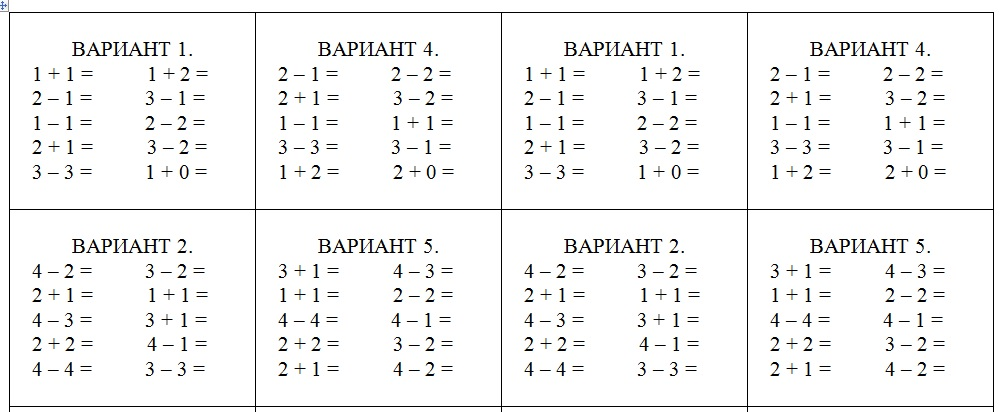 ВАРИАНТ 1.
1 + 1 = 1 + 2 =
2 – 1 = 3 – 1 =
1 – 1 = 2 – 2 =
2 + 1 = 3 – 2 =
3 – 3 = 1 + 0 =
ВАРИАНТ 4.
2 – 1 = 2 – 2 =
2 + 1 = 3 – 2 =
1 – 1 = 1 + 1 =
3 – 3 = 3 – 1 =
1 + 2 = 2 + 0 =
ВАРИАНТ 1.
1 + 1 = 1 + 2 =
2 – 1 = 3 – 1 =
1 – 1 = 2 – 2 =
2 + 1 = 3 – 2 =
3 – 3 = 1 + 0 =
ВАРИАНТ 4.
2 – 1 = 2 – 2 =
2 + 1 = 3 – 2 =
1 – 1 = 1 + 1 =
3 – 3 = 3 – 1 =
1 + 2 = 2 + 0 =
ВАРИАНТ 2.
4 – 2 = 3 – 2 =
2 + 1 = 1 + 1 =
4 – 3 = 3 + 1 =
2 + 2 = 4 – 1 =
4 – 4 = 3 – 3 =
ВАРИАНТ 5.
3 + 1 = 4 – 3 =
1 + 1 = 2 – 2 =
4 – 4 = 4 – 1 =
2 + 2 = 3 – 2 =
2 + 1 = 4 – 2 =
ВАРИАНТ 2.
4 – 2 = 3 – 2 =
2 + 1 = 1 + 1 =
4 – 3 = 3 + 1 =
2 + 2 = 4 – 1 =
4 – 4 = 3 – 3 =
ВАРИАНТ 5.
3 + 1 = 4 – 3 =
1 + 1 = 2 – 2 =
4 – 4 = 4 – 1 =
2 + 2 = 3 – 2 =
2 + 1 = 4 – 2 =